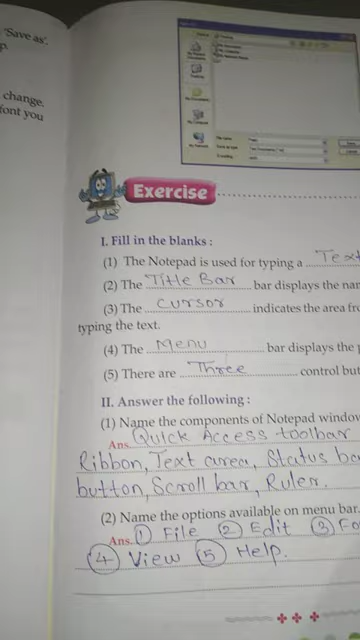 'Save as',
p.
change,
font you
Exercise
I. Fill in the blanks :
(1) The Notepad is used for typing a Text
(2) The Title Bar bar displays the nam
(3) The cursor indicates the area fro
typing the text.
(4) The Menu bar displays the
(5) There are Three control but
II. Answer the following :
(1) Name the components of Notepad window
Ans. Quick Access toolbar
Ribbon, Text area, Status ba
button, Scroll bar, Ruler.
(2) Name the options available on menu bar.
Ans. ① File ② Edit ③ Fo
④ View ⑤ Help.